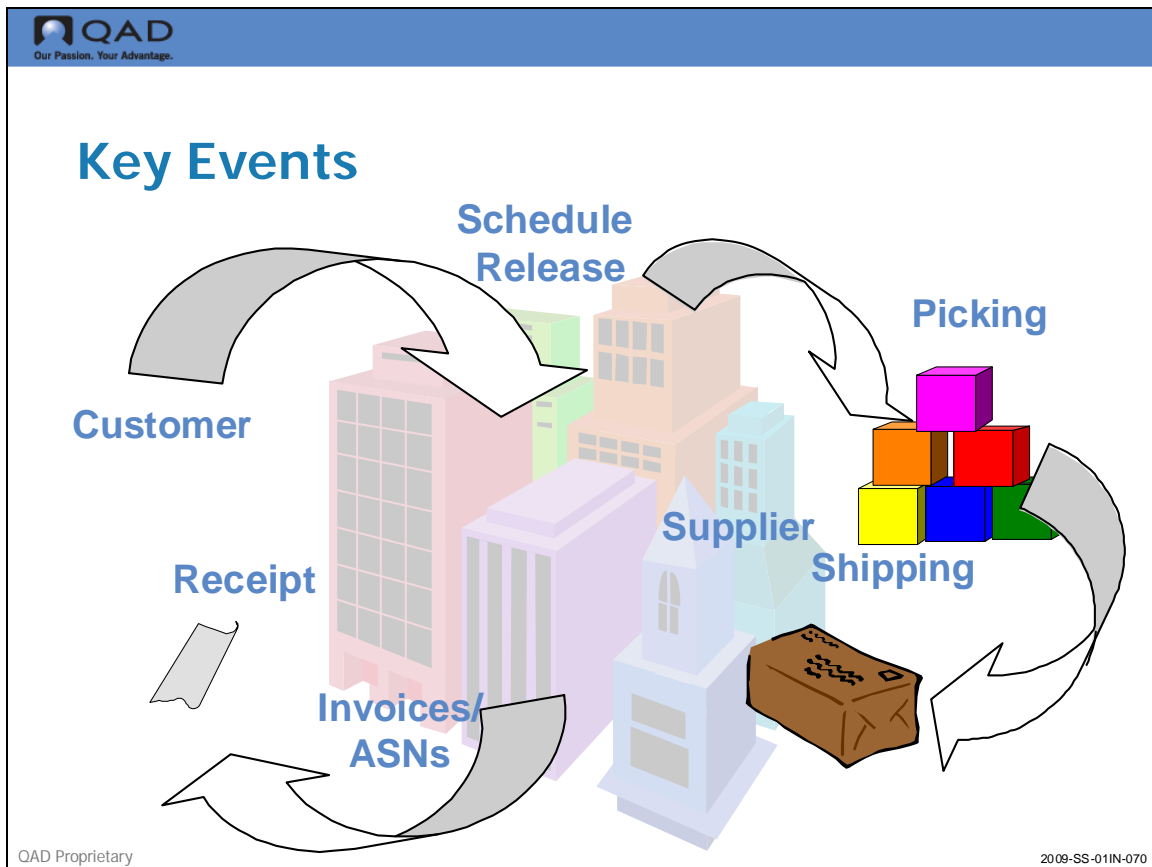 QAD
Our Passion. Your Advantage.
Key Events
Schedule
Release
Picking
Customer
Supplier
Shipping
Receipt
Invoices/
ASNs
QAD Proprietary
2009-SS-01IN-070